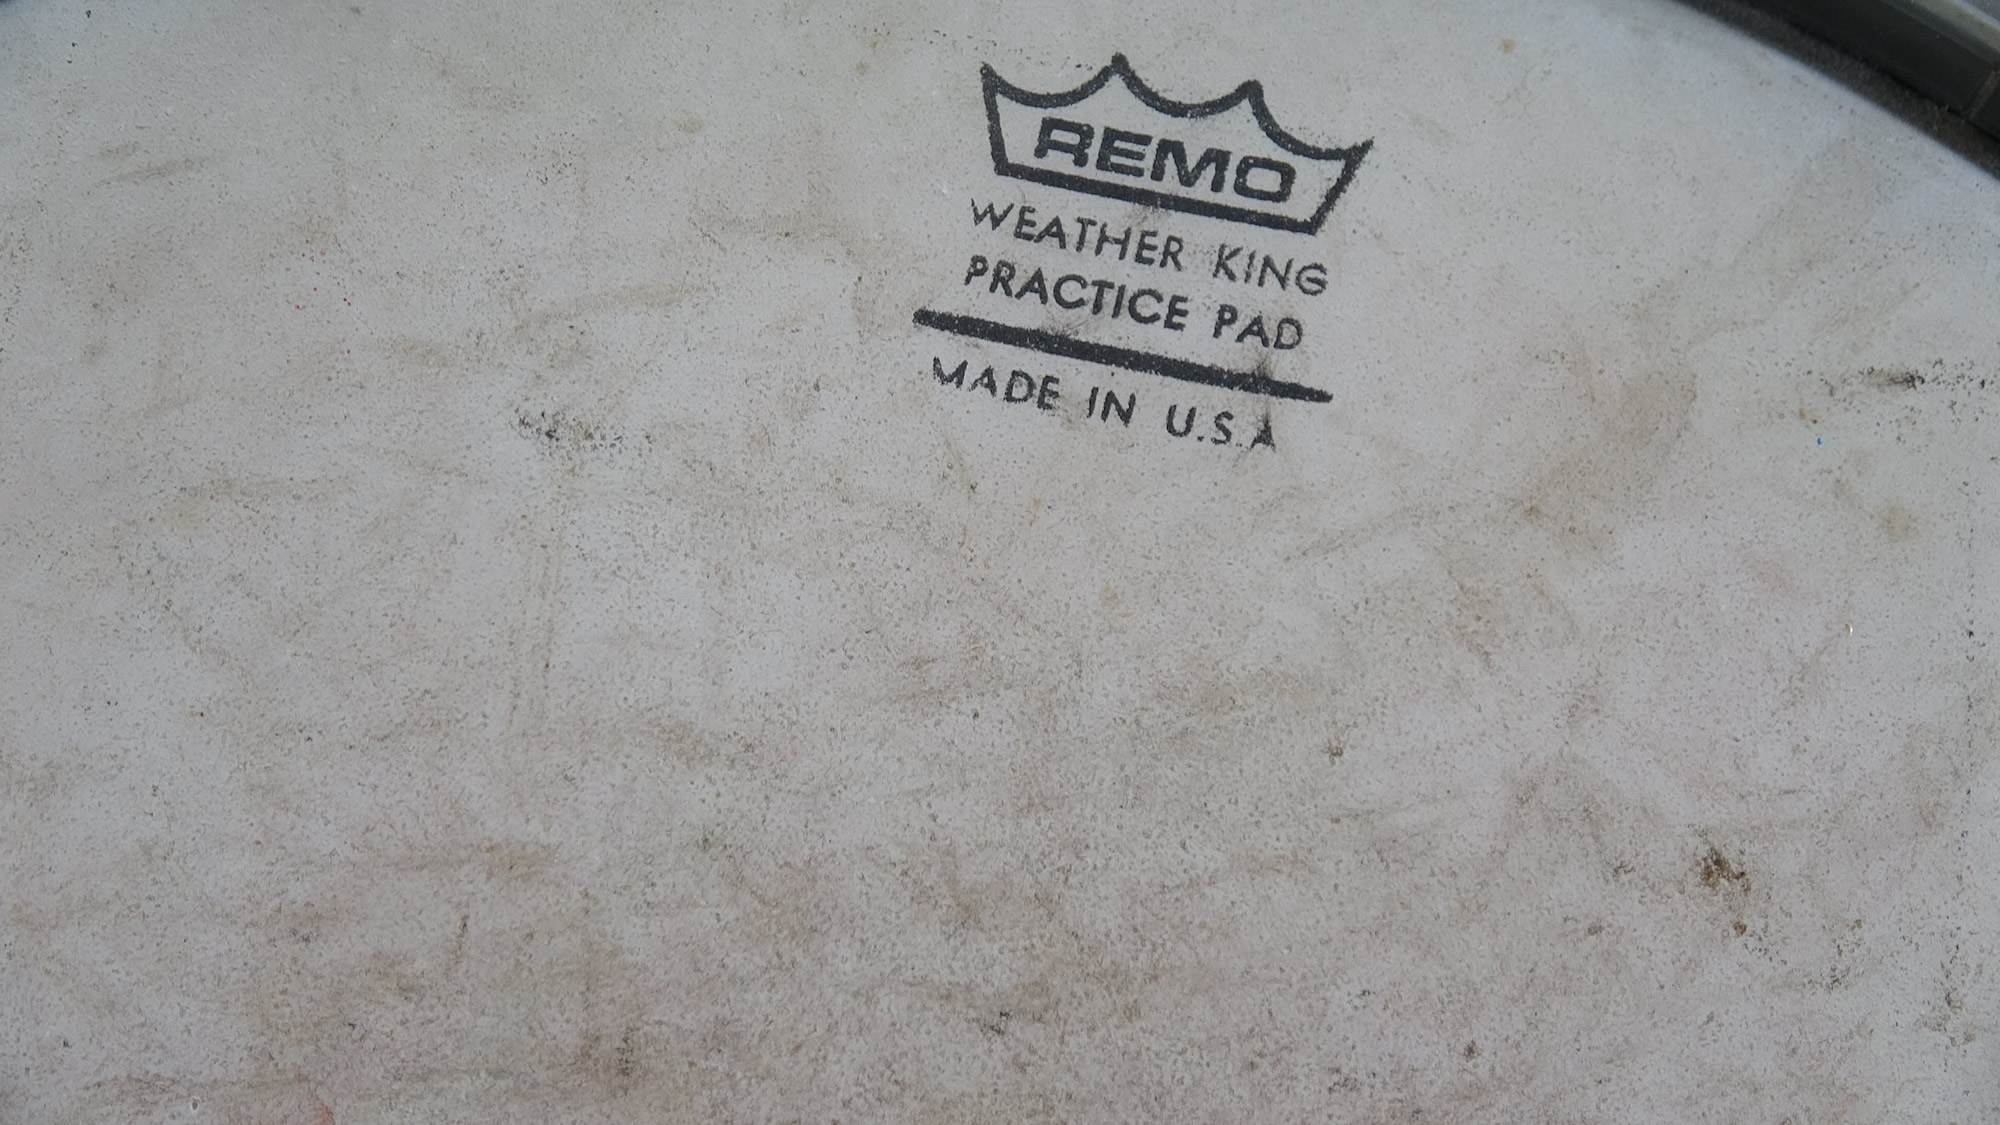 REMO
WEATHER KING
PRACTICE PAD
MADE IN U.S.A